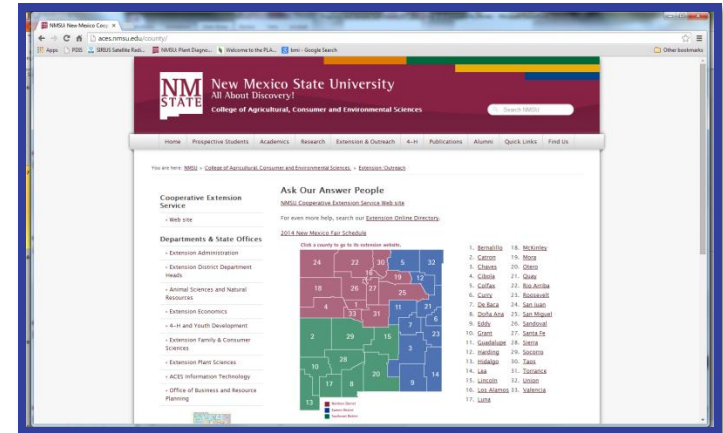 NMSU: New Mexico Coop
aces.nmsu.edu/county/
Apps
PDIS
NMSU Plant Diagno...
Welcome to the PLA...
- Google Search
Other bookmarks
NM
STATE
New Mexico State University
All About Discovery!
College of Agricultural, Consumer and Environmental Sciences
Search NMSU
Home Prospective Students Academics Research Extension & Outreach 4-H Publications Alumni Quick Links Find Us
You are here: NMSU » College of Agricultural, Consumer and Environmental Sciences » Extension: Outreach
Cooperative Extension
Service
» Web site
Departments & State Offices
» Extension Administration
» Extension District Department
Heads
» Animal Sciences and Natural
Resources
» Extension Economics
» 4-H and Youth Development
» Extension Family & Consumer
Sciences
» Extension Plant Sciences
» ACES Information Technology
» Office of Business and Resource
Planning
Ask Our Answer People
NMSU Cooperative Extension Service Web site
For even more help, search our Extension Online Directory.
2014 New Mexico Fair Schedule
Click a county to go to its extension website.
24 22 30 5 32
16 19 12
18 26 27 25
1 11 21
33 31 6
7 23
2 29 15
3
28
10
20 14
17 8 9
13
Northern District
Eastern District
Southwest District
1. Bernalillo
2. Catron
3. Chaves
4. Cibola
5. Colfax
6. Curry
7. De Baca
8. Doña Ana
9. Eddy
10. Grant
11. Guadalupe
12. Harding
13. Hidalgo
14. Lea
15. Lincoln
16. Los Alamos
17. Luna
18. McKinley
19. Mora
20. Otero
21. Quay
22. Rio Arriba
23. Roosevelt
24. San Juan
25. San Miguel
26. Sandoval
27. Santa Fe
28. Sierra
29. Socorro
30. Taos
31. Torrance
32. Union
33. Valencia